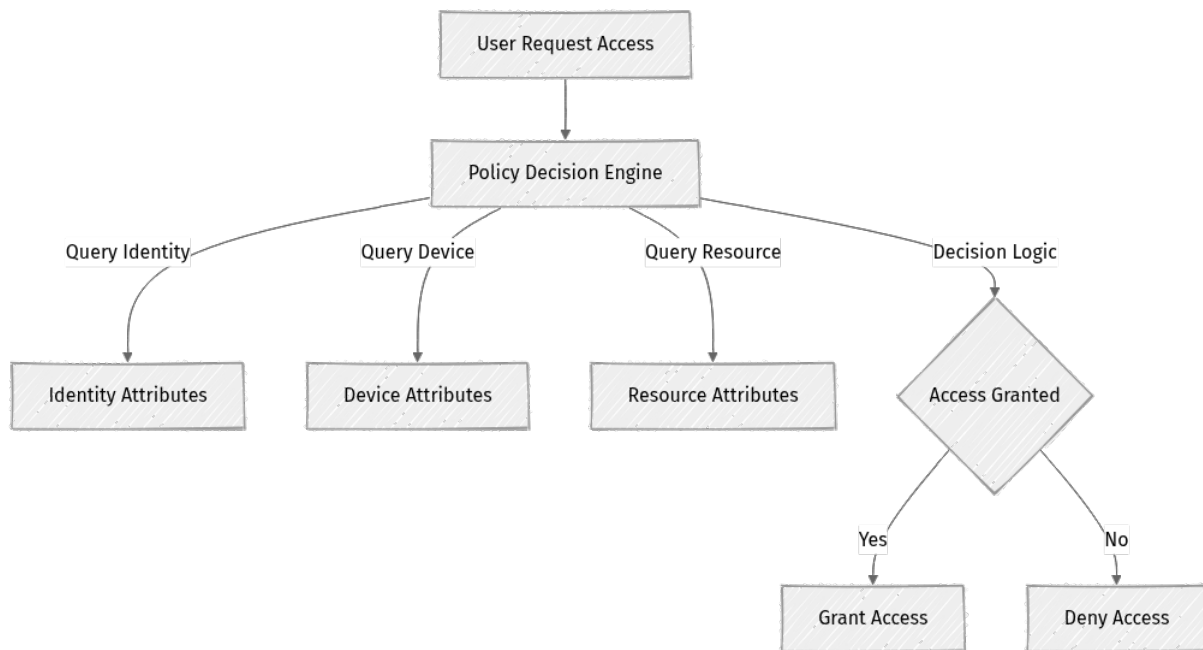 User Request Access
Policy Decision Engine
Query Identity
Query Device
Query Resource
Decision Logic
Identity Attributes
Device Attributes
Resource Attributes
Access Granted
Yes
No
Grant Access
Deny Access